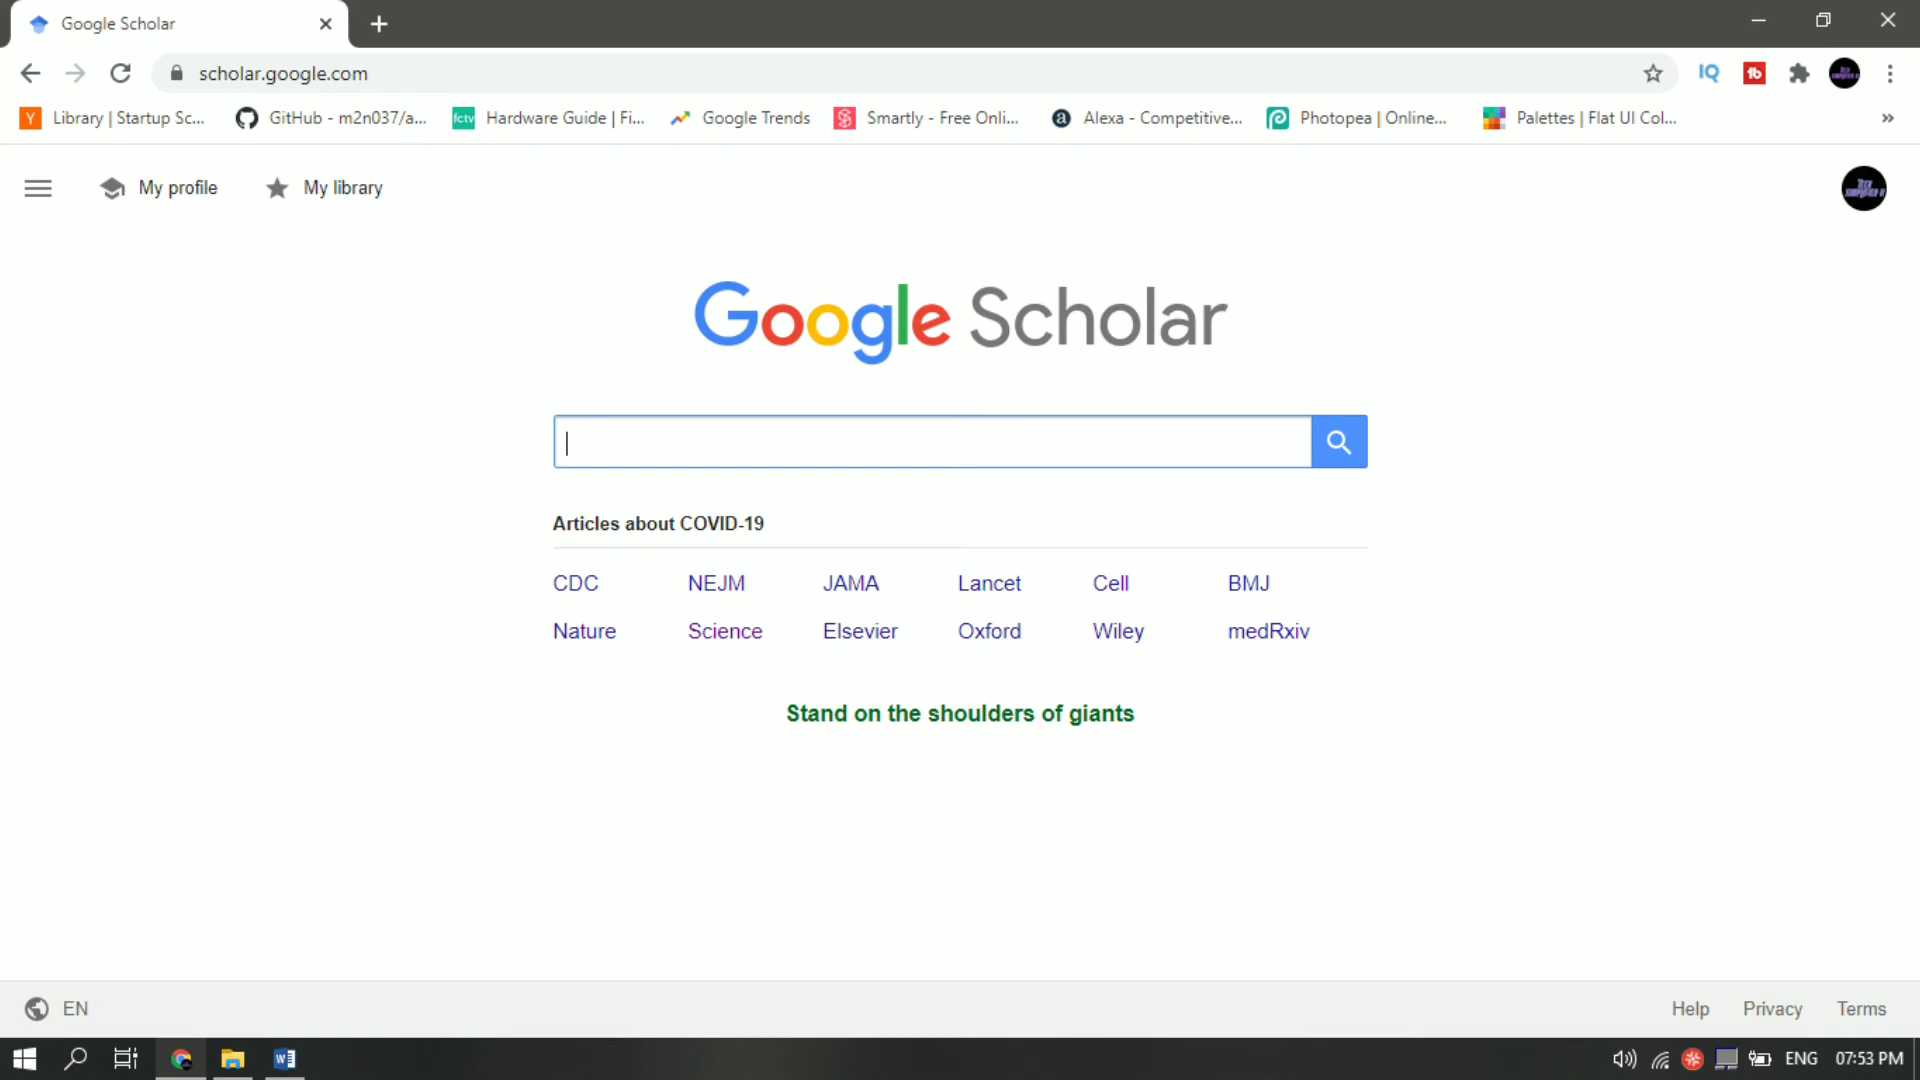 Google Scholar
scholar.google.com
IQ
Y Library | Startup Sc... GitHub - m2n037/a... fctv Hardware Guide | Fi... Google Trends Smartly - Free Onli... a Alexa - Competitive... Photopea | Online... Palettes | Flat UI Col... »
My profile My library
Google Scholar
Articles about COVID-19
CDC NEJM JAMA Lancet Cell BMJ
Nature Science Elsevier Oxford Wiley medRxiv
Stand on the shoulders of giants
EN Help Privacy Terms
W ENG 07:53 PM